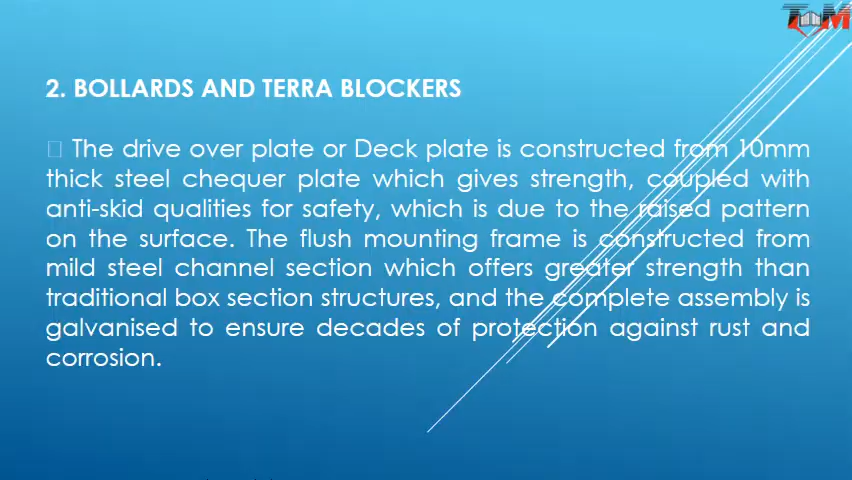 TM
2. BOLLARDS AND TERRA BLOCKERS
The drive over plate or Deck plate is constructed from 10mm
thick steel chequer plate which gives strength, coupled with
anti-skid qualities for safety, which is due to the raised pattern
on the surface. The flush mounting frame is constructed from
mild steel channel section which offers greater strength than
traditional box section structures, and the complete assembly is
galvanised to ensure decades of protection against rust and
corrosion.